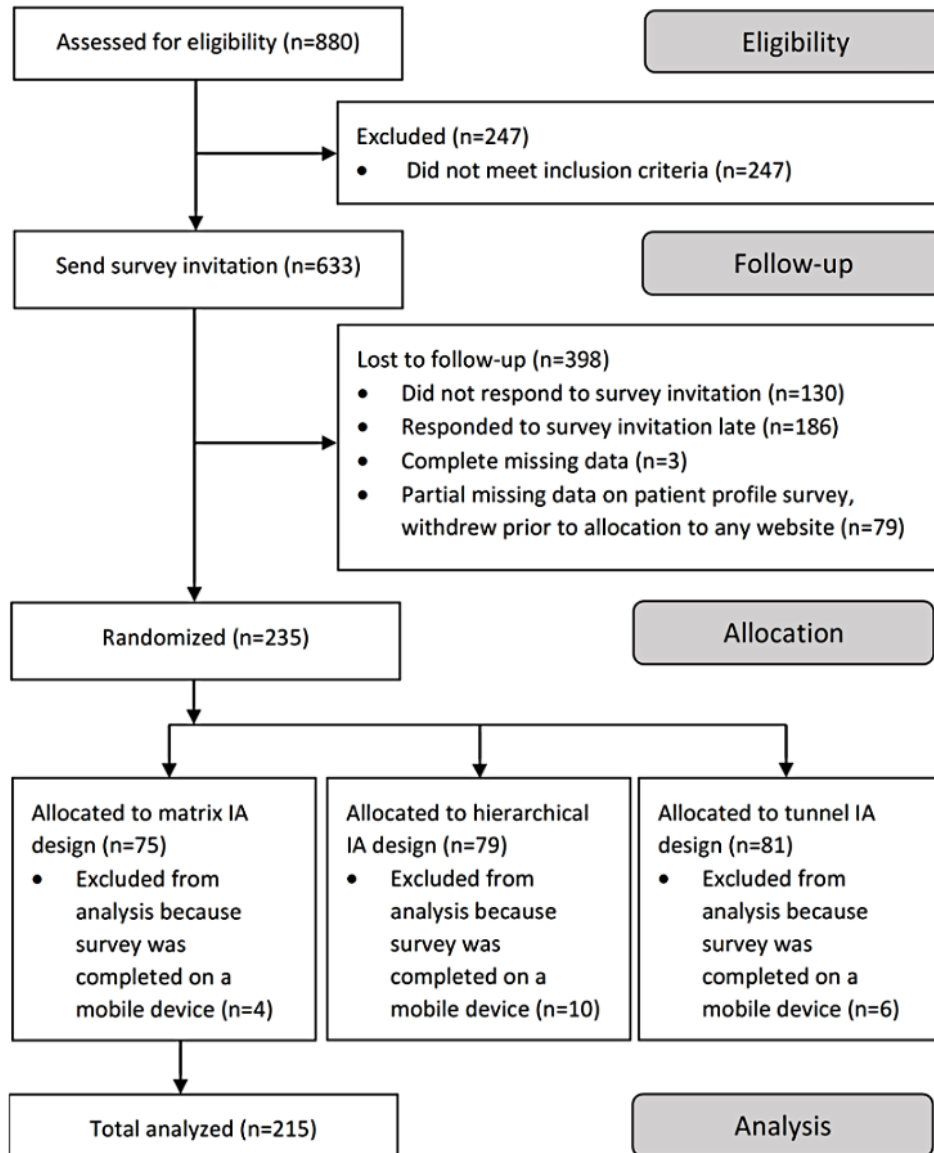 Assessed for eligibility (n=880)
Eligibility
Excluded (n=247)
• Did not meet inclusion criteria (n=247)
Send survey invitation (n=633)
Follow-up
Lost to follow-up (n=398)
• Did not respond to survey invitation (n=130)
• Responded to survey invitation late (n=186)
• Complete missing data (n=3)
• Partial missing data on patient profile survey,
withdrew prior to allocation to any website (n=79)
Randomized (n=235)
Allocation
Allocated to matrix IA
design (n=75)
• Excluded from
analysis because
survey was
completed on a
mobile device (n=4)
Allocated to hierarchical
IA design (n=79)
• Excluded from
analysis because
survey was
completed on a
mobile device (n=10)
Allocated to tunnel IA
design (n=81)
• Excluded from
analysis because
survey was
completed on a
mobile device (n=6)
Total analyzed (n=215)
Analysis